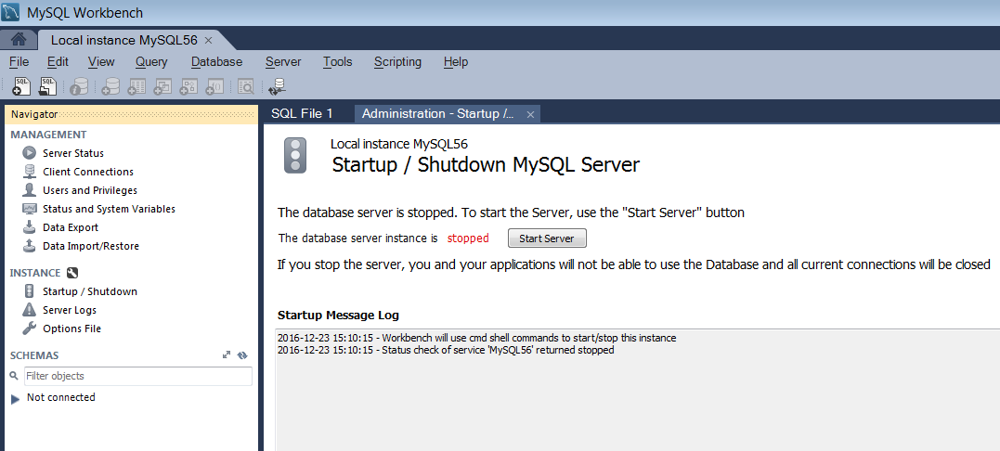 MySQL Workbench
Local instance MySQL56 ×
File Edit View Query Database Server Tools Scripting Help
SQL SQL
Navigator
MANAGEMENT
Server Status
Client Connections
Users and Privileges
Status and System Variables
Data Export
Data Import/Restore
INSTANCE
Startup / Shutdown
Server Logs
Options File
SCHEMAS
Filter objects
Not connected
SQL File 1 Administration - Startup /... ×
Local instance MySQL56
Startup / Shutdown MySQL Server
The database server is stopped. To start the Server, use the "Start Server" button
The database server instance is stopped Start Server
If you stop the server, you and your applications will not be able to use the Database and all current connections will be closed
Startup Message Log
2016-12-23 15:10:15 - Workbench will use cmd shell commands to start/stop this instance
2016-12-23 15:10:15 - Status check of service 'MySQL56' returned stopped